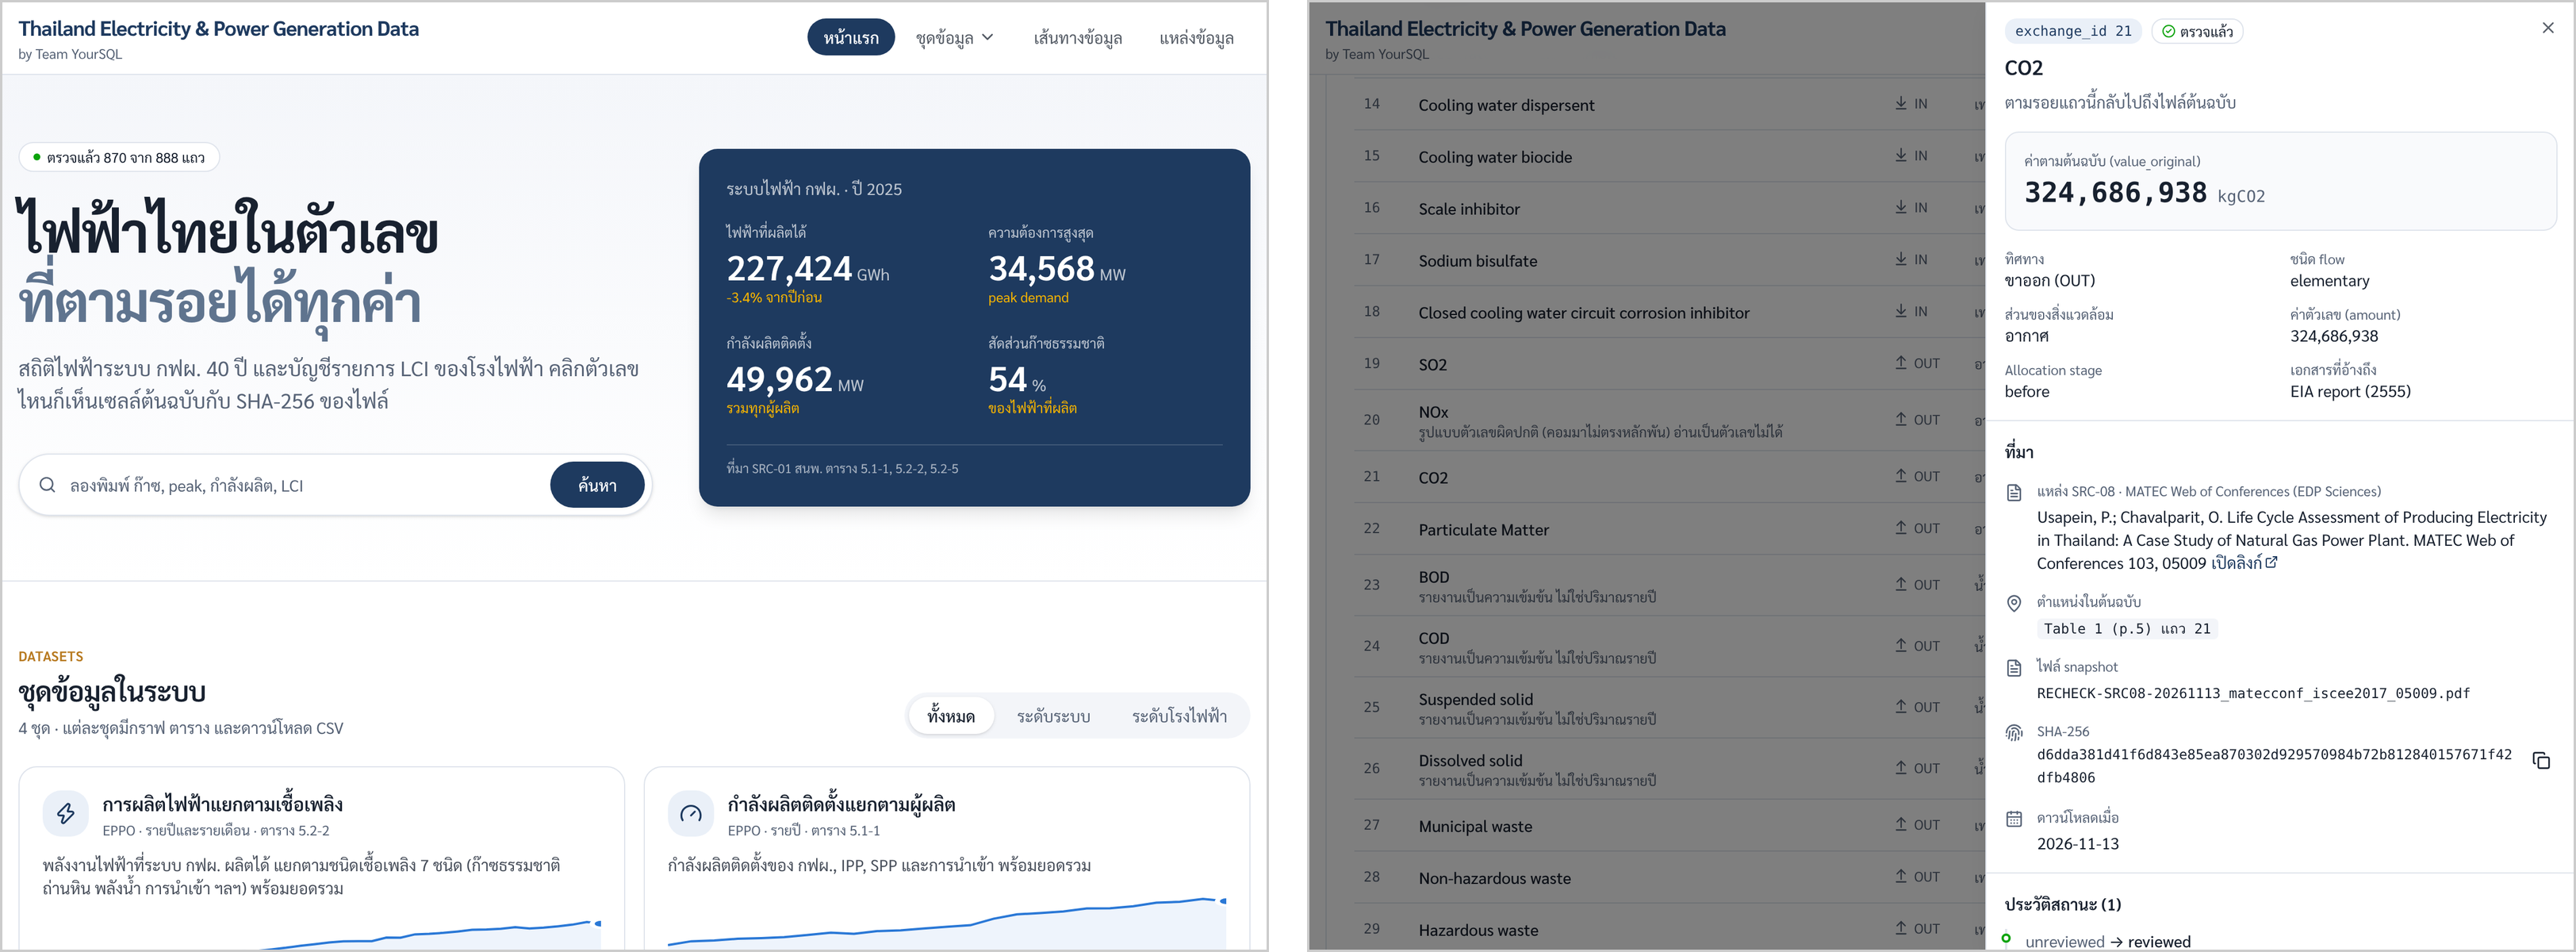 Thailand Electricity & Power Generation Data
by Team YourSQL
หน้าแรก
ชุดข้อมูล
เส้นทางข้อมูล
แหล่งข้อมูล
ตรวจแล้ว 870 จาก 888 แถว
ไฟฟ้าไทยในตัวเลข
ที่ตามรอยได้ทุกค่า
สถิติไฟฟ้าระบบ กฟผ. 40 ปี และบัญชีรายการ LCI ของโรงไฟฟ้า คลิกตัวเลข
ไหนก็เห็นเซลล์ต้นฉบับกับ SHA-256 ของไฟล์
ลองพิมพ์ ก๊าซ, peak, กำลังผลิต, LCI
ค้นหา
ระบบไฟฟ้า กฟผ. · ปี 2025
ไฟฟ้าที่ผลิตได้
227,424 GWh
-3.4% จากปีก่อน
ความต้องการสูงสุด
34,568 MW
peak demand
กำลังผลิตติดตั้ง
49,962 MW
รวมทุกผู้ผลิต
สัดส่วนก๊าซธรรมชาติ
54 %
ของไฟฟ้าที่ผลิต
ที่มา SRC-01 สนพ. ตาราง 5.1-1, 5.2-2, 5.2-5
DATASETS
ชุดข้อมูลในระบบ
4 ชุด · แต่ละชุดมีกราฟ ตาราง และดาวน์โหลด CSV
ทั้งหมด
ระดับระบบ
ระดับโรงไฟฟ้า
การผลิตไฟฟ้าแยกตามเชื้อเพลิง
EPPO · รายปีและรายเดือน · ตาราง 5.2-2
พลังงานไฟฟ้าที่ระบบ กฟผ. ผลิตได้ แยกตามชนิดเชื้อเพลิง 7 ชนิด (ก๊าซธรรมชาติ
ถ่านหิน พลังน้ำ การนำเข้า ฯลฯ) พร้อมยอดรวม
กำลังผลิตติดตั้งแยกตามผู้ผลิต
EPPO · รายปี · ตาราง 5.1-1
กำลังผลิตติดตั้งของ กฟผ., IPP, SPP และการนำเข้า พร้อมยอดรวม
Thailand Electricity & Power Generation Data
by Team YourSQL
14 Cooling water dispersent IN
15 Cooling water biocide IN
16 Scale inhibitor IN
17 Sodium bisulfate IN
18 Closed cooling water circuit corrosion inhibitor IN
19 SO2 OUT
20 NOx OUT
รูปแบบตัวเลขผิดปกติ (คอมมาไม่ตรงหลักพัน) อ่านเป็นตัวเลขไม่ได้
21 CO2 OUT
22 Particulate Matter OUT
23 BOD OUT
รายงานเป็นความเข้มข้น ไม่ใช่ปริมาณรายปี
24 COD OUT
รายงานเป็นความเข้มข้น ไม่ใช่ปริมาณรายปี
25 Suspended solid OUT
รายงานเป็นความเข้มข้น ไม่ใช่ปริมาณรายปี
26 Dissolved solid OUT
รายงานเป็นความเข้มข้น ไม่ใช่ปริมาณรายปี
27 Municipal waste OUT
28 Non-hazardous waste OUT
29 Hazardous waste OUT
exchange_id 21
ตรวจแล้ว
CO2
ตามรอยแถวนี้กลับไปถึงไฟล์ต้นฉบับ
ค่าตามต้นฉบับ (value_original)
324,686,938 kgCO2
ทิศทาง
ขาออก (OUT)
ชนิด flow
elementary
ส่วนของสิ่งแวดล้อม
อากาศ
ค่าตัวเลข (amount)
324,686,938
Allocation stage
before
เอกสารที่อ้างถึง
EIA report (2555)
ที่มา
แหล่ง SRC-08 · MATEC Web of Conferences (EDP Sciences)
Usapein, P.; Chavalparit, O. Life Cycle Assessment of Producing Electricity
in Thailand: A Case Study of Natural Gas Power Plant. MATEC Web of
Conferences 103, 05009 เปิดลิงก์
ตำแหน่งในต้นฉบับ
Table 1 (p.5) แถว 21
ไฟล์ snapshot
RECHECK-SRC08-20261113_matecconf_iscee2017_05009.pdf
SHA-256
d6dda381d41f6d843e85ea870302d929570984b72b812840157671f42
dfb4806
ดาวน์โหลดเมื่อ
2026-11-13
ประวัติสถานะ (1)
unreviewed → reviewed